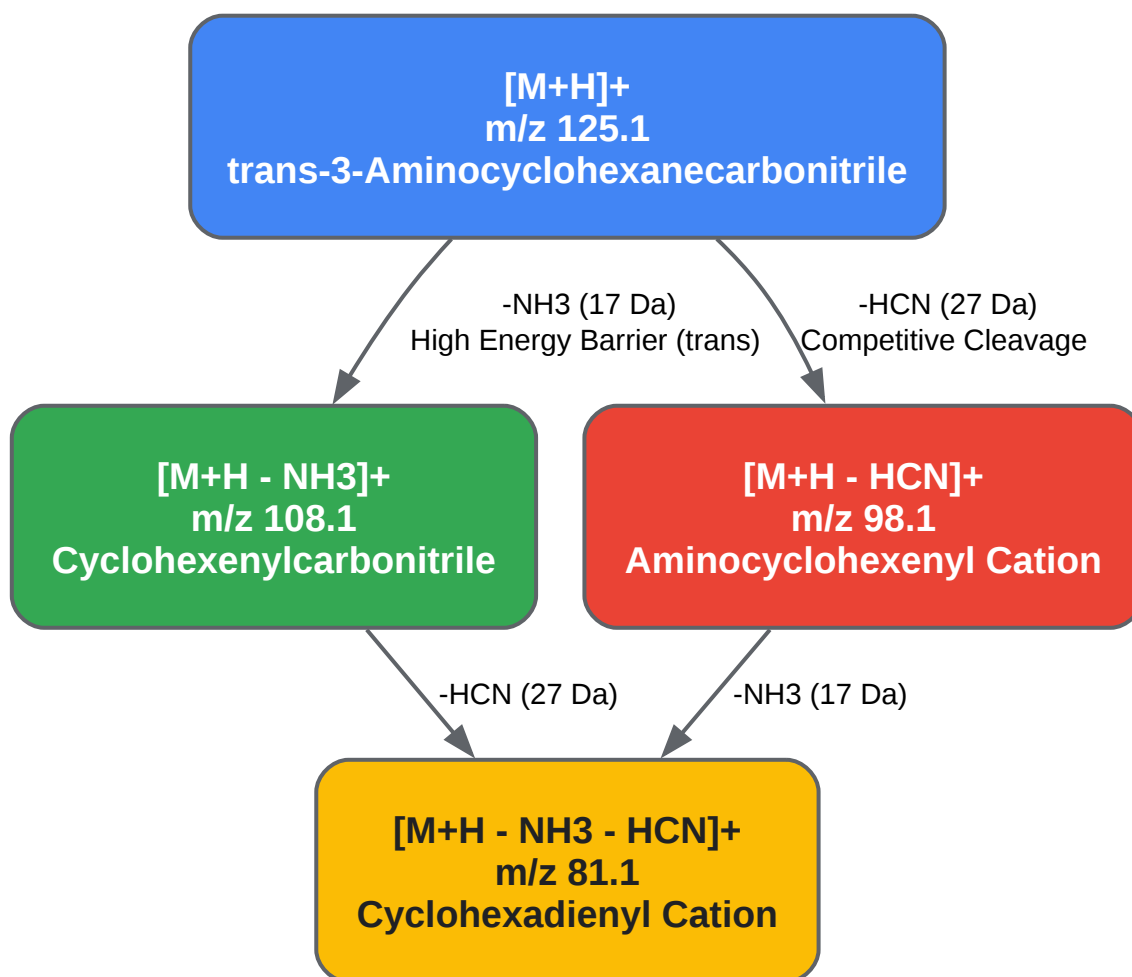 [M+H]+
m/z 125.1
trans-3-Aminocyclohexanecarbonitrile
-NH3 (17 Da)
High Energy Barrier (trans)
-HCN (27 Da)
Competitive Cleavage
[M+H - NH3]+
m/z 108.1
Cyclohexenylcarbonitrile
[M+H - HCN]+
m/z 98.1
Aminocyclohexenyl Cation
-HCN (27 Da)
-NH3 (17 Da)
[M+H - NH3 - HCN]+
m/z 81.1
Cyclohexadienyl Cation